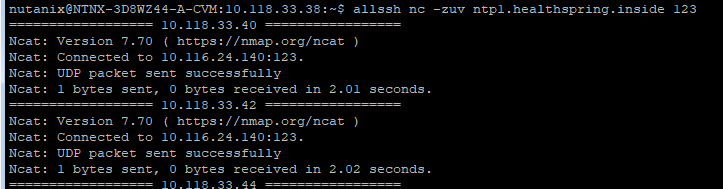 nutanix@NTNX-3D8WZ44-A-CVM:10.118.33.38:~$ allssh nc -zuv ntp1.healthspring.inside 123
================== 10.118.33.40 =================
Ncat: Version 7.70 ( https://nmap.org/ncat )
Ncat: Connected to 10.116.24.140:123.
Ncat: UDP packet sent successfully
Ncat: 1 bytes sent, 0 bytes received in 2.01 seconds.
================== 10.118.33.42 =================
Ncat: Version 7.70 ( https://nmap.org/ncat )
Ncat: Connected to 10.116.24.140:123.
Ncat: UDP packet sent successfully
Ncat: 1 bytes sent, 0 bytes received in 2.02 seconds.
================== 10.118.33.44 =================